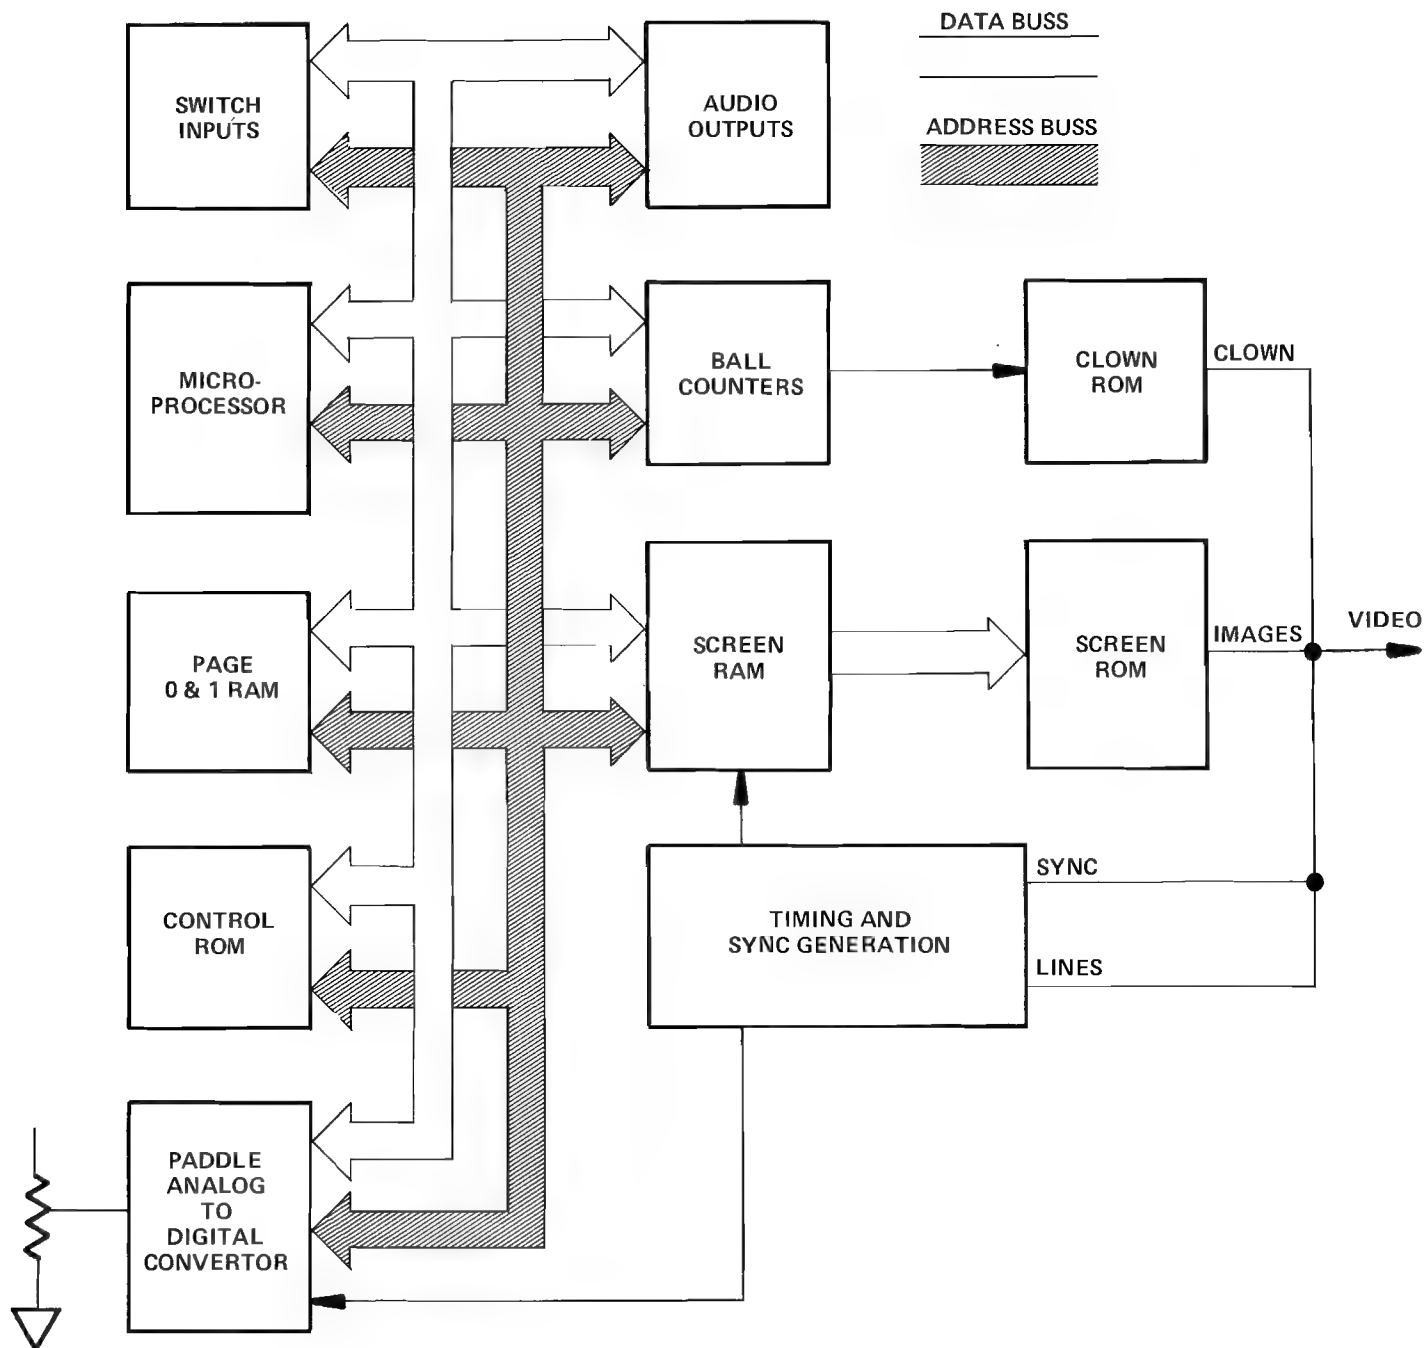 DATA BUSS
ADDRESS BUSS
SWITCH
INPUTS
AUDIO
OUTPUTS
MICRO-
PROCESSOR
BALL
COUNTERS
CLOWN
ROM
CLOWN
PAGE
0 & 1 RAM
SCREEN
RAM
SCREEN
ROM
IMAGES
VIDEO
CONTROL
ROM
TIMING AND
SYNC GENERATION
SYNC
LINES
PADDLE
ANALOG
TO
DIGITAL
CONVERTOR